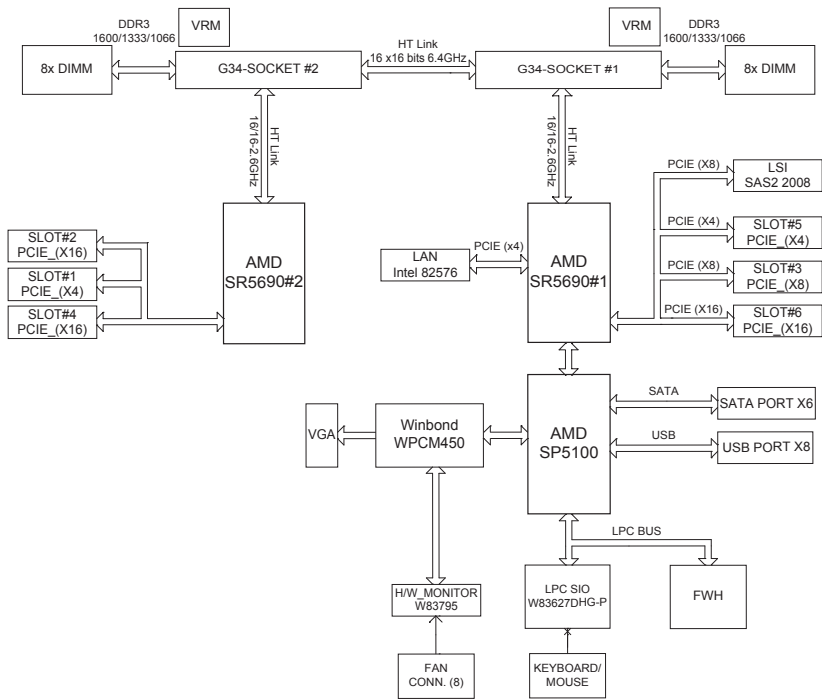 DDR3
1600/1333/1066
VRM
VRM
DDR3
1600/1333/1066
8x DIMM
G34-SOCKET #2
HT Link
16 x16 bits 6.4GHz
G34-SOCKET #1
8x DIMM
HT Link
16/16-2.6GHz
HT Link
16/16-2.6GHz
SLOT#2
PCIE_(X16)
SLOT#1
PCIE_(X4)
SLOT#4
PCIE_(X16)
AMD
SR5690#2
LAN
Intel 82576
PCIE (x4)
AMD
SR5690#1
PCIE (X8)
LSI
SAS2 2008
PCIE (X4)
SLOT#5
PCIE_(X4)
PCIE (X8)
SLOT#3
PCIE_(X8)
PCIE (X16)
SLOT#6
PCIE_(X16)
VGA
Winbond
WPCM450
AMD
SP5100
SATA
SATA PORT X6
USB
USB PORT X8
LPC BUS
H/W_MONITOR
W83795
LPC SIO
W83627DHG-P
FWH
FAN
CONN. (8)
KEYBOARD/
MOUSE